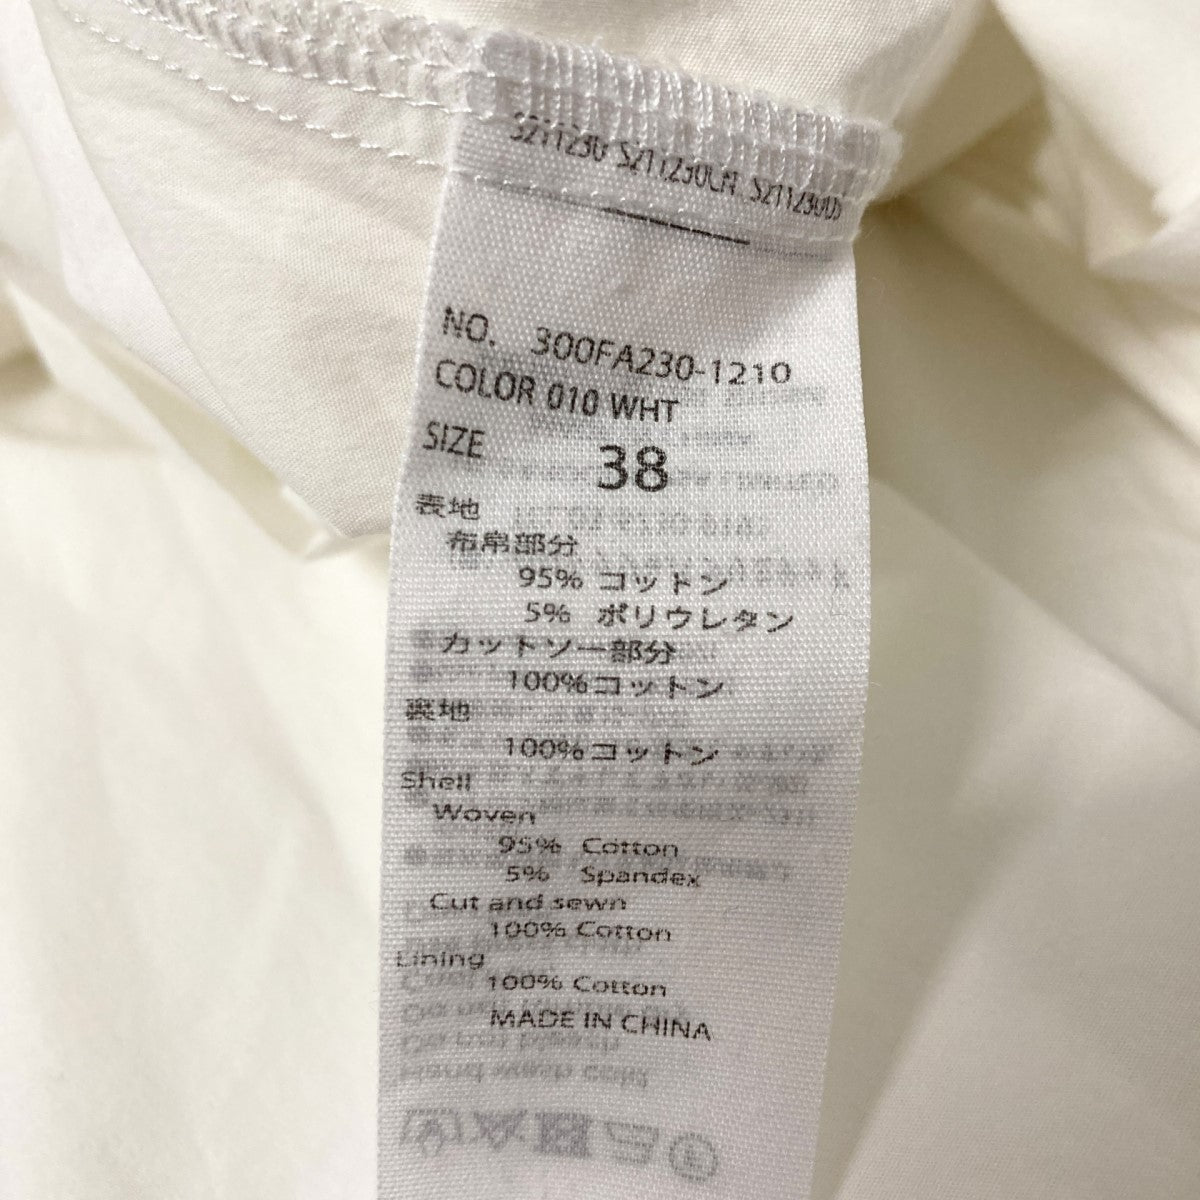 S211230 S211230CH S211230US
NO. 300FA230-1210
COLOR 010 WHT
SIZE 38
表地
布帛部分
95% コットン
5% ポリウレタン
カットソー部分
100%コットン
裏地
100%コットン
Shell
Woven
95% Cotton
5% Spandex
Cut and sewn
100% Cotton
Lining
100% Cotton
MADE IN CHINA